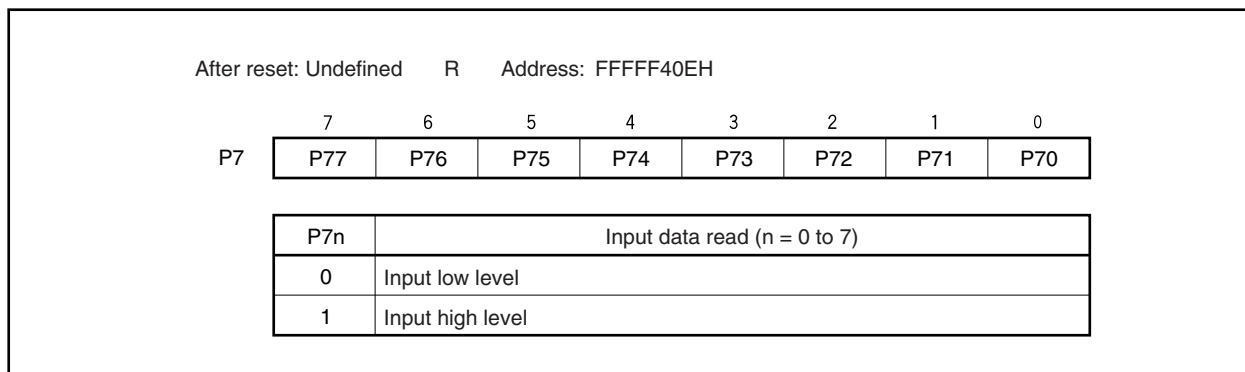 After reset: Undefined R Address: FFFFF40EH
7 6 5 4 3 2 1 0
P7 P77 P76 P75 P74 P73 P72 P71 P70
P7n Input data read (n = 0 to 7)
0 Input low level
1 Input high level